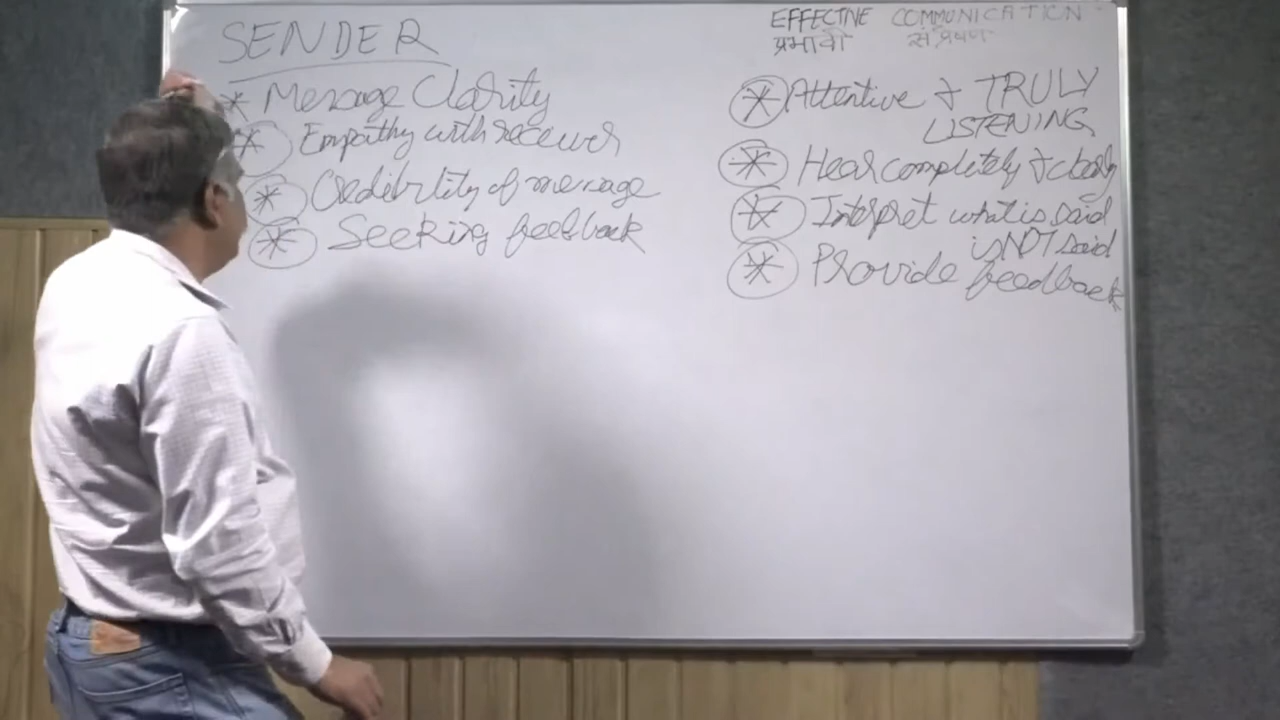 SENDER
* Message Clarity
* Empathy with receiver
* Credibility of message
* Seeking feedback
EFFECTIVE COMMUNICATION
प्रभावी संप्रेषण
* Attentive & TRULY
LISTENING
* Hear completely & clearly
* Interpret what is said
is NOT said
* Provide feedback